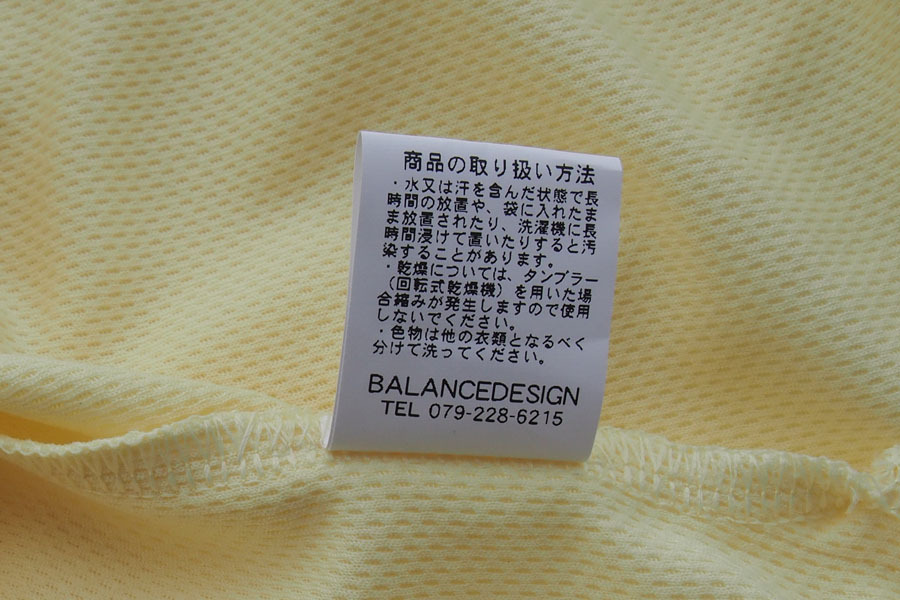 商品の取り扱い方法
・水又は汗を含んだ状態で長
時間の放置や、袋に入れたま
ま放置されたり、洗濯機に長
時間浸けて置いたりすると汚
染することがあります。
・乾燥については、タンブラー
(回転式乾燥機)を用いた場
合縮みが発生しますので使用
しないでください。
・色物は他の衣類となるべく
分けて洗ってください。
BALANCEDESIGN
TEL 079-228-6215